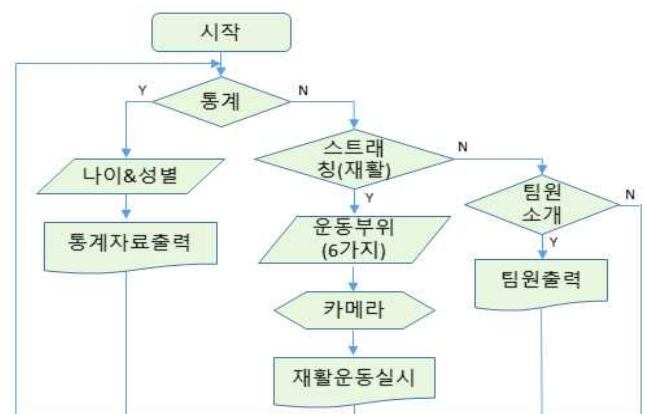 시작
Y
통계
N
스트래
칭(재활)
N
나이&성별
Y
팀원
소개
N
통계자료출력
운동부위
(6가지)
Y
팀원출력
카메라
재활운동실시